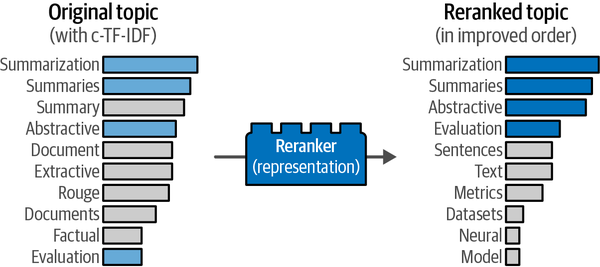 Original topic
(with c-TF-IDF)
Summarization
Summaries
Summary
Abstractive
Document
Extractive
Rouge
Documents
Factual
Evaluation
Reranker
(representation)
Reranked topic
(in improved order)
Summarization
Summaries
Abstractive
Evaluation
Sentences
Text
Metrics
Datasets
Neural
Model